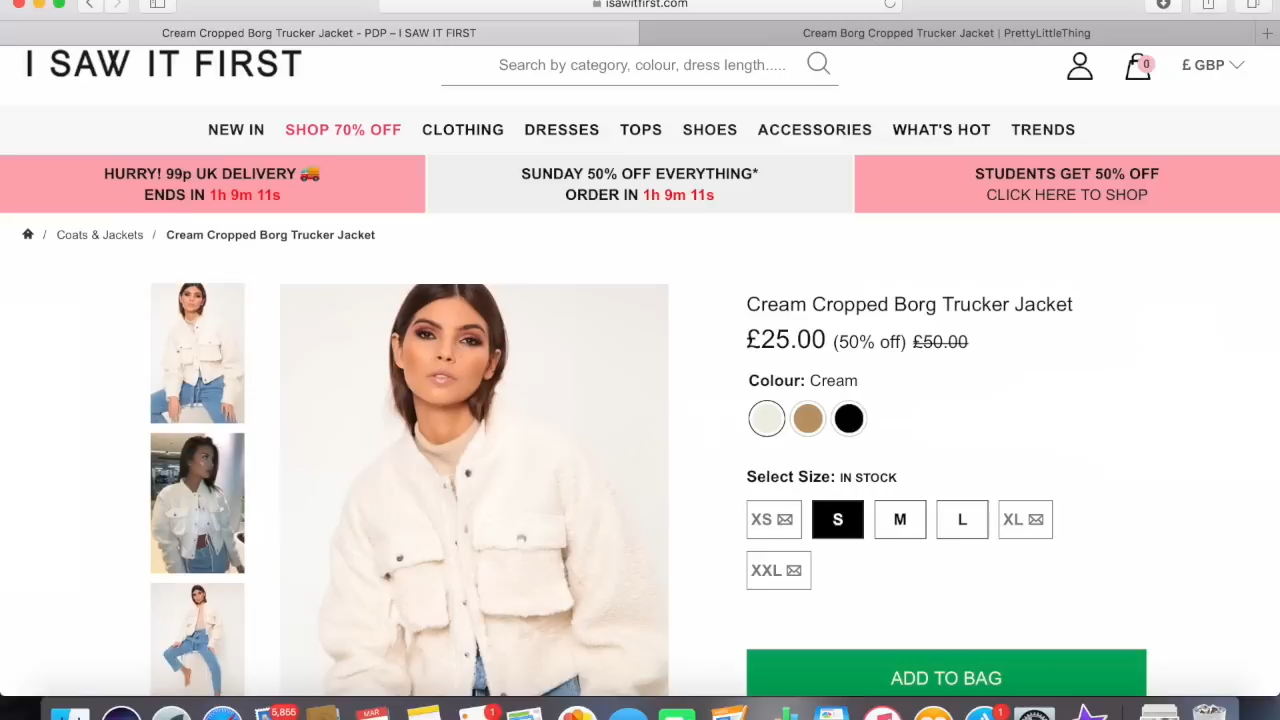 isawitfirst.com
Cream Cropped Borg Trucker Jacket - PDP – I SAW IT FIRST
Cream Borg Cropped Trucker Jacket | PrettyLittleThing
I SAW IT FIRST
Search by category, colour, dress length.....
0
£ GBP
NEW IN SHOP 70% OFF CLOTHING DRESSES TOPS SHOES ACCESSORIES WHAT'S HOT TRENDS
HURRY! 99p UK DELIVERY 🚚
ENDS IN 1h 9m 11s
SUNDAY 50% OFF EVERYTHING*
ORDER IN 1h 9m 11s
STUDENTS GET 50% OFF
CLICK HERE TO SHOP
/ Coats & Jackets / Cream Cropped Borg Trucker Jacket
Cream Cropped Borg Trucker Jacket
£25.00 (50% off) £50.00
Colour: Cream
Select Size: IN STOCK
XS S M L XL
XXL
ADD TO BAG
5,855
MAR
1
1